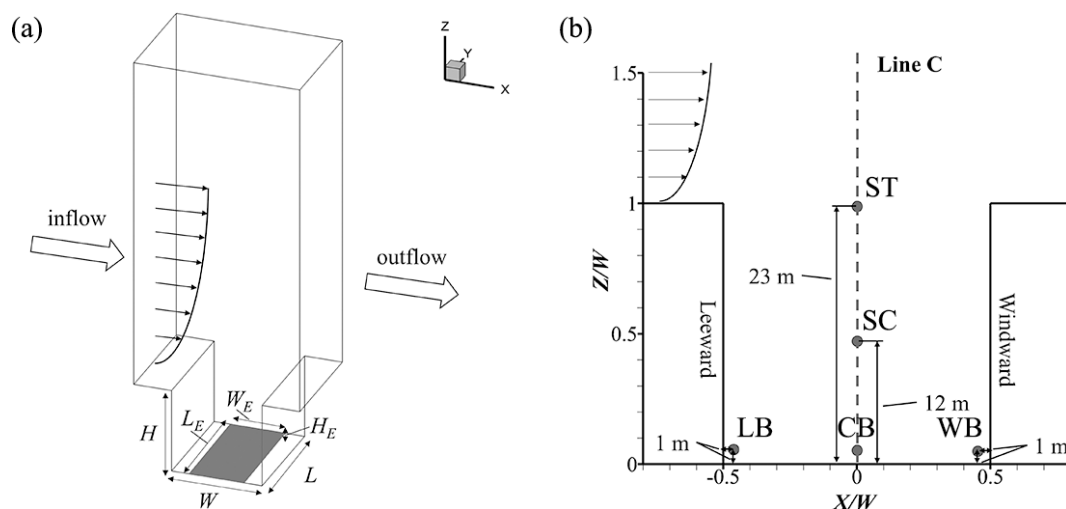 (a)
Z
Y
X
inflow
outflow
H
L_E
W_E
H_E
W
L
(b)
Line C
1.5
1
0.5
0
Z/W
ST
23 m
SC
12 m
Leeward
Windward
LB
CB
WB
1 m
1 m
-0.5
0
0.5
X/W